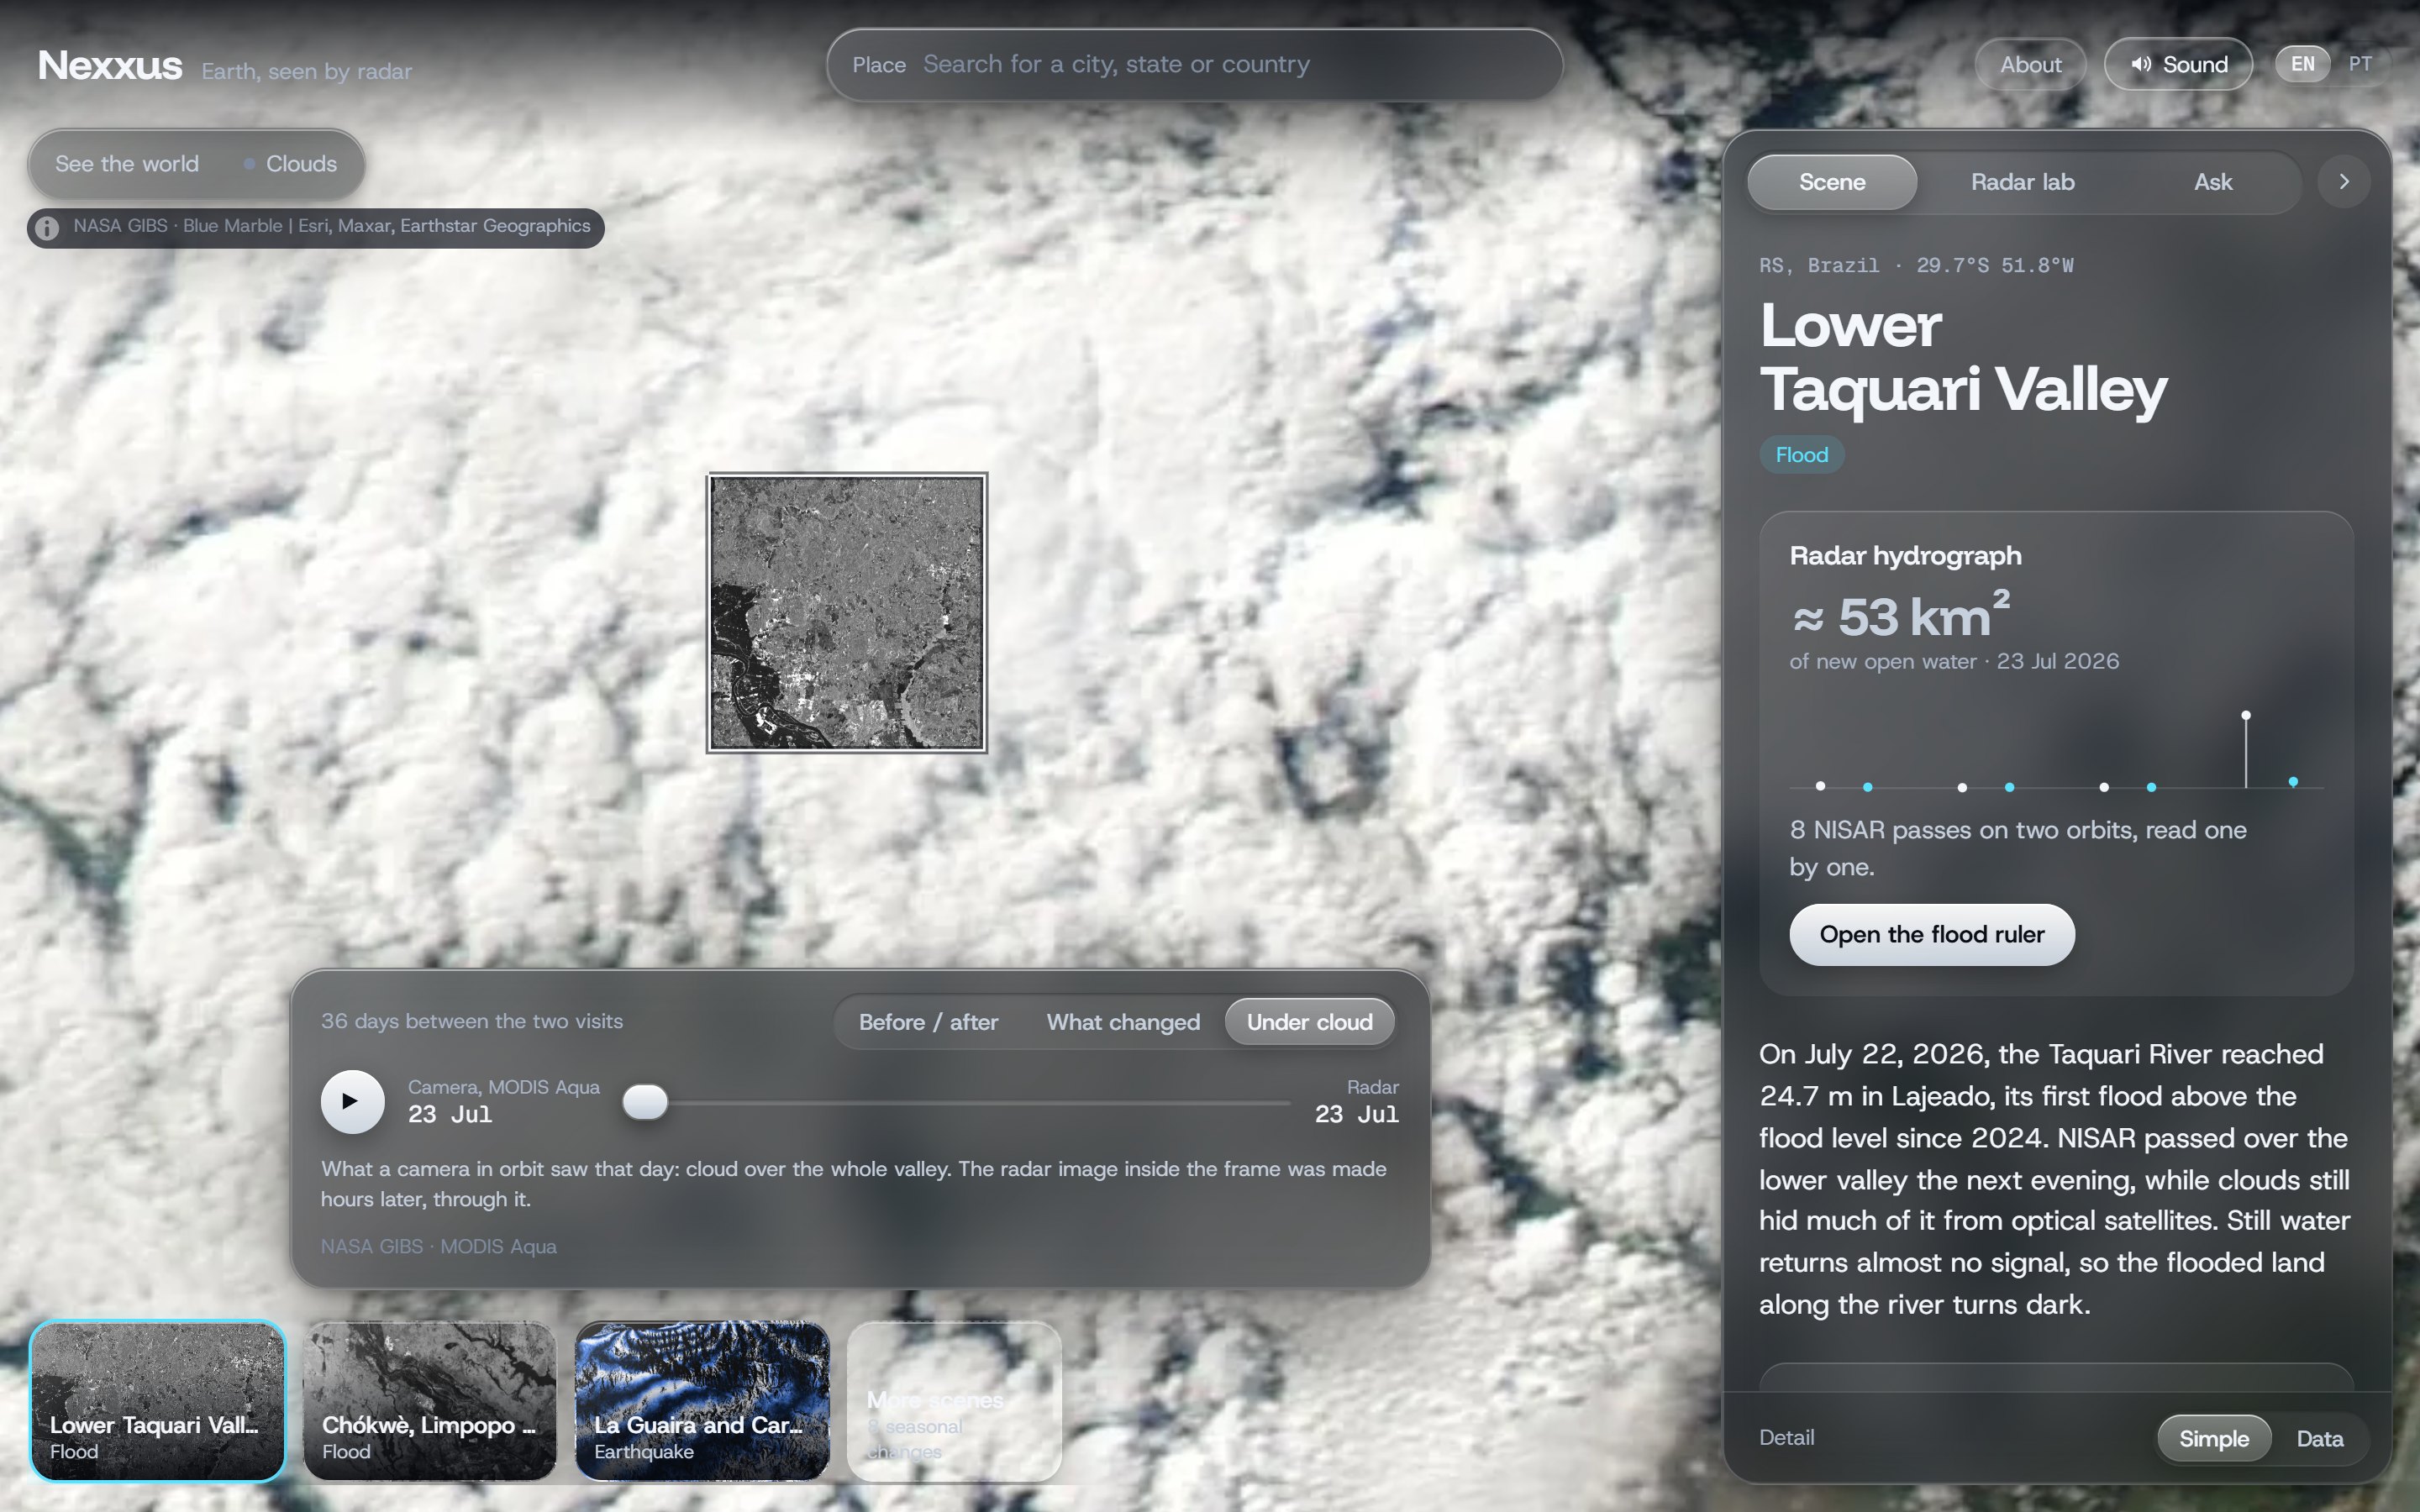 Nexxus
Earth, seen by radar
Place
Search for a city, state or country
About
Sound
EN
PT
See the world
Clouds
NASA GIBS · Blue Marble | Esri, Maxar, Earthstar Geographics
Scene
Radar lab
Ask
RS, Brazil · 29.7°S 51.8°W
Lower
Taquari Valley
Flood
Radar hydrograph
≈ 53 km²
of new open water · 23 Jul 2026
8 NISAR passes on two orbits, read one
by one.
Open the flood ruler
On July 22, 2026, the Taquari River reached
24.7 m in Lajeado, its first flood above the
flood level since 2024. NISAR passed over the
lower valley the next evening, while clouds still
hid much of it from optical satellites. Still water
returns almost no signal, so the flooded land
along the river turns dark.
Detail
Simple
Data
36 days between the two visits
Before / after
What changed
Under cloud
Camera, MODIS Aqua
23 Jul
Radar
23 Jul
What a camera in orbit saw that day: cloud over the whole valley. The radar image inside the frame was made
hours later, through it.
NASA GIBS · MODIS Aqua
Lower Taquari Vall...
Flood
Chókwè, Limpopo ...
Flood
La Guaira and Car...
Earthquake
More scenes
8 seasonal
changes